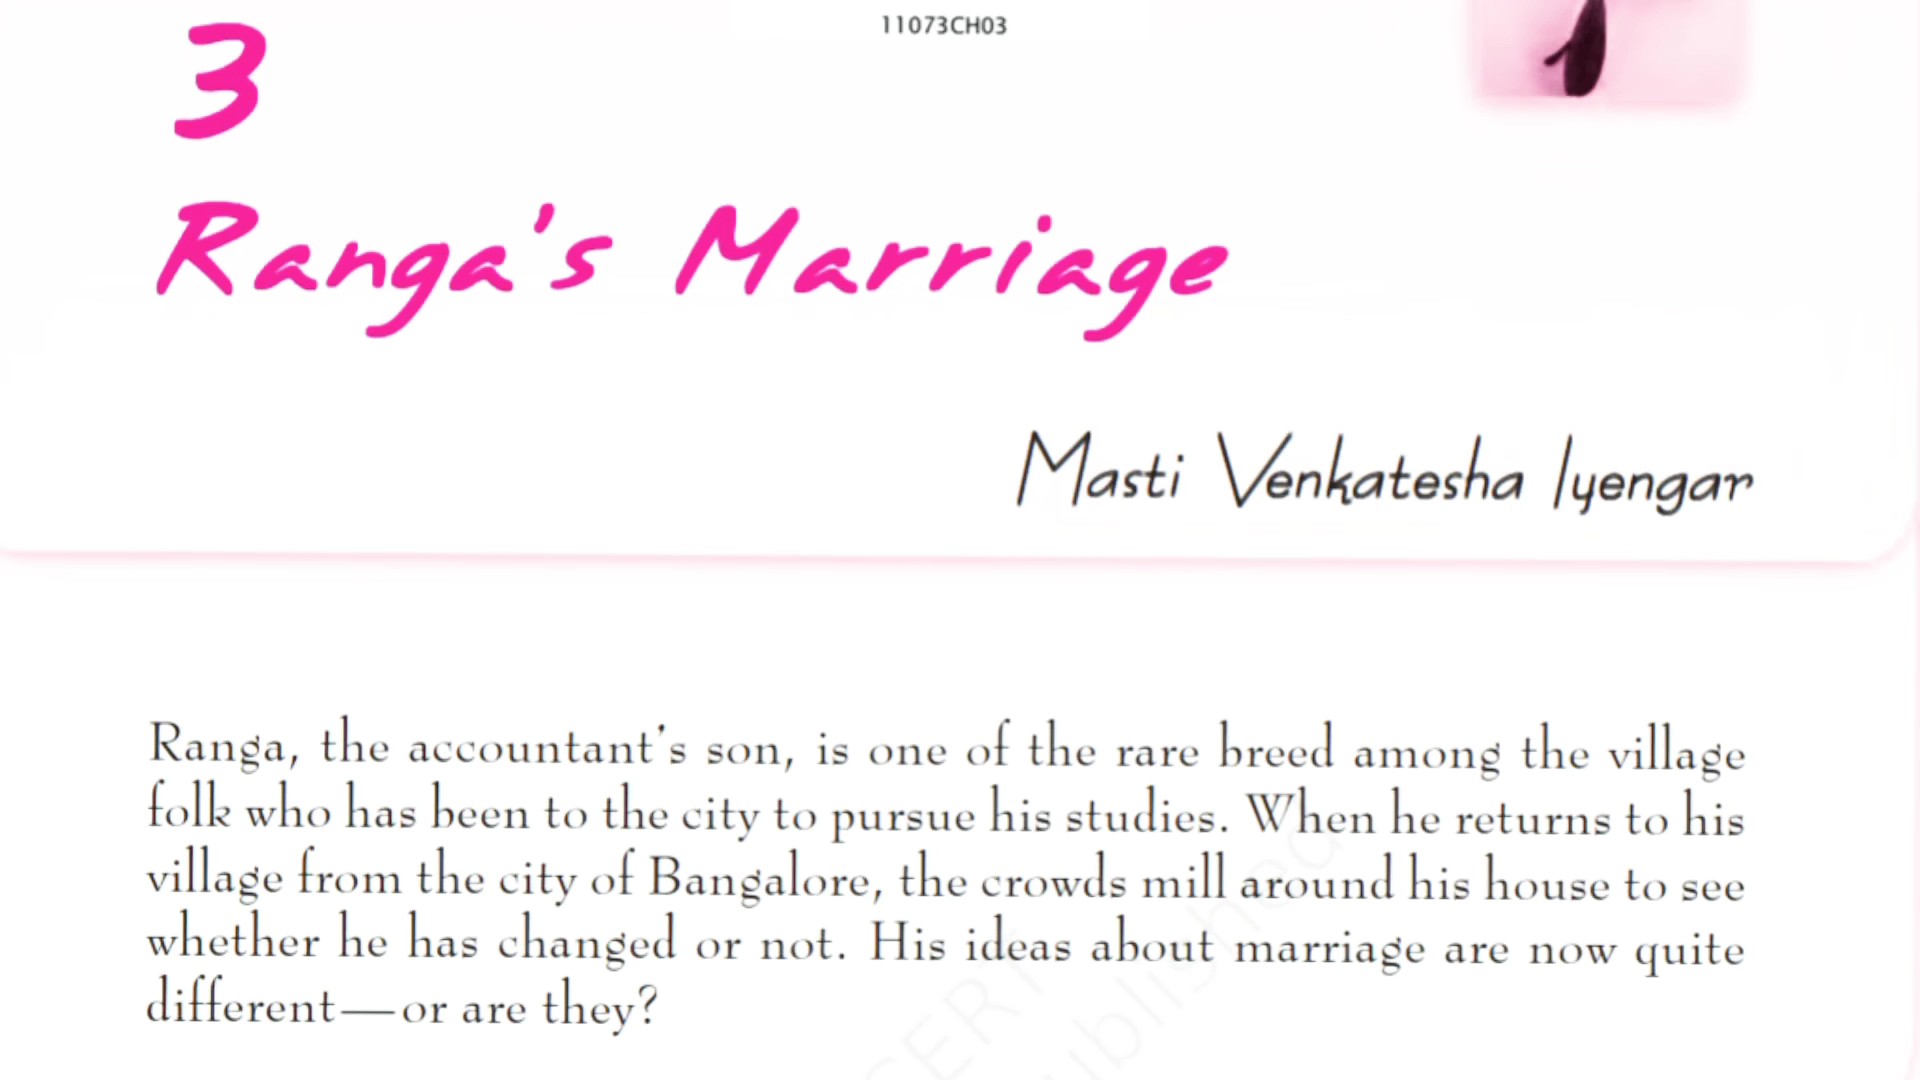 11073CH03
3
Ranga's Marriage
Masti Venkatesha Iyengar
Ranga, the accountant's son, is one of the rare breed among the village
folk who has been to the city to pursue his studies. When he returns to his
village from the city of Bangalore, the crowds mill around his house to see
whether he has changed or not. His ideas about marriage are now quite
different—or are they?